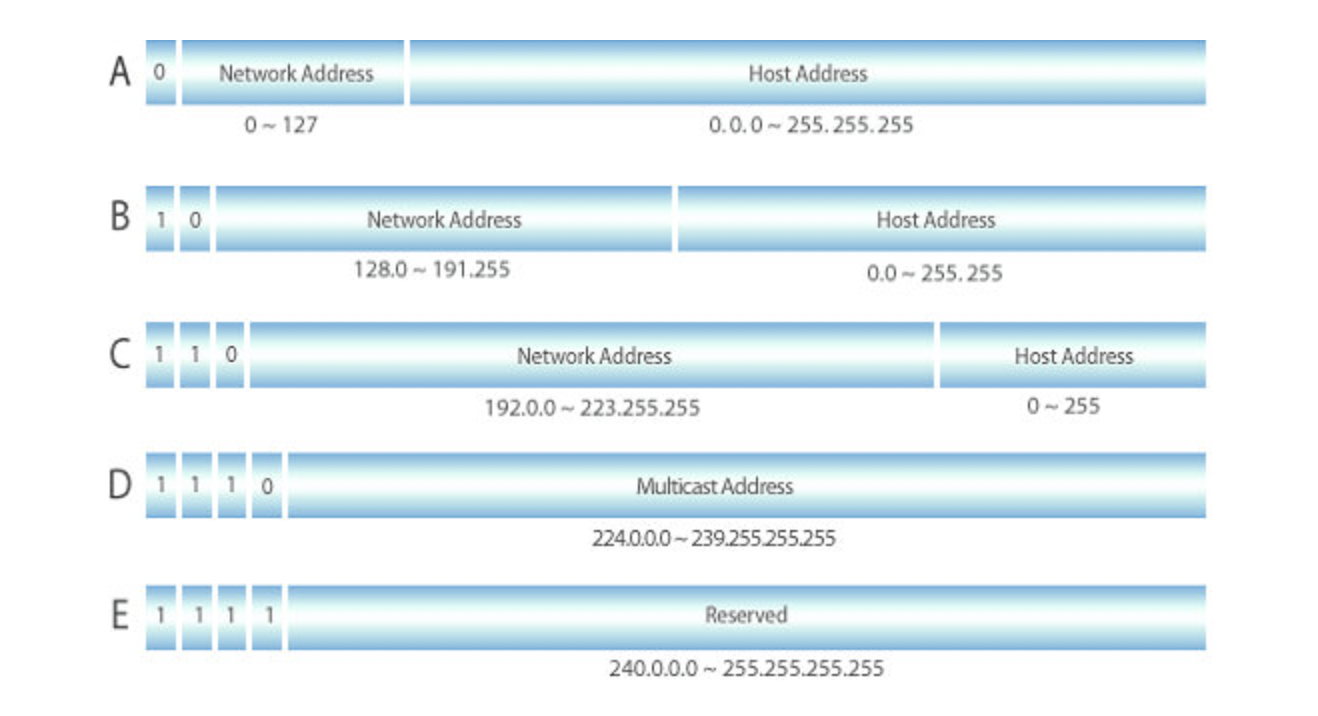 A 0 Network Address Host Address
0 ~ 127 0.0.0 ~ 255.255.255
B 1 0 Network Address Host Address
128.0 ~ 191.255 0.0 ~ 255.255
C 1 1 0 Network Address Host Address
192.0.0 ~ 223.255.255 0 ~ 255
D 1 1 1 0 Multicast Address
224.0.0.0 ~ 239.255.255.255
E 1 1 1 1 Reserved
240.0.0.0 ~ 255.255.255.255